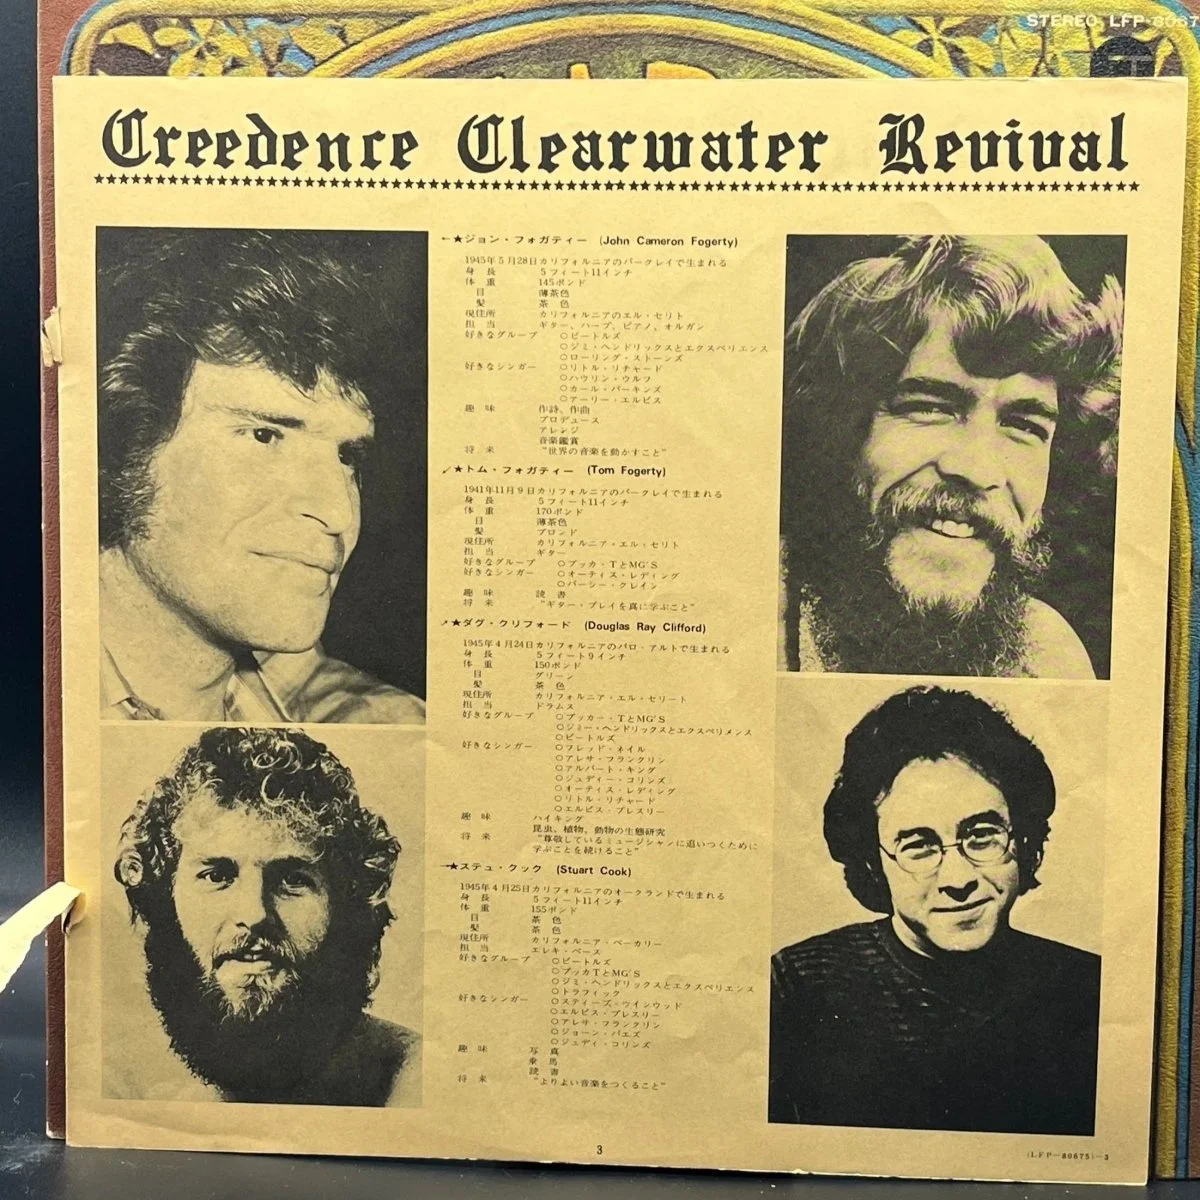 STEREO LFP-8067
Creedence Clearwater Revival
←★ジョン・フォガティー (John Cameron Fogerty)
1945年5月28日カリフォルニアのバークレイで生まれる
身長 5フィート11インチ
体重 145ポンド
目 薄茶色
髪 茶色
現住所 カリフォルニアのエル・セリト
担当 ギター、ハープ、ピアノ、オルガン
好きなグループ ○ビートルズ
○ジミ・ヘンドリックスとエクスペリエンス
○ローリング・ストーンズ
好きなシンガー ○リトル・リチャード
○ハウリン・ウルフ
○カール・パーキンズ
○アーリー・エルビス
趣味 作詩、作曲
プロデュース
アレンジ
音楽鑑賞
将来 "世界の音楽を動かすこと"
↙★トム・フォガティー (Tom Fogerty)
1941年11月9日カリフォルニアのバークレイで生まれる
身長 5フィート11インチ
体重 170ポンド
目 薄茶色
髪 ブロンド
現住所 カリフォルニア・エル・セリト
担当 ギター
好きなグループ ○ブッカ・TとMG'S
好きなシンガー ○オーティス・レディング
○パーシー・クレイン
趣味 読書
将来 "ギター・プレイを真に学ぶこと"
↗★ダグ・クリフォード (Douglas Ray Clifford)
1945年4月24日カリフォルニアのパロ・アルトで生まれる
身長 5フィート9インチ
体重 150ポンド
目 グリーン
髪 茶色
現住所 カリフォルニア・エル・セリート
担当 ドラムス
好きなグループ ○ブッカー・TとMG'S
○ジミー・ヘンドリックスとエクスペリメンス
○ビートルズ
好きなシンガー ○フレッド・ネイル
○アレサ・フランクリン
○アルバート・キング
○ジュディー・コリンズ
○オーティス・レディング
○リトル・リチャード
○エルビス・プレスリー
趣味 ハイキング
昆虫、植物、動物の生態研究
将来 "尊敬しているミュージシャンに追いつくために
学ぶことを続けること"
→★ステュ・クック (Stuart Cook)
1945年4月25日カリフォルニアのオークランドで生まれる
身長 5フィート11インチ
体重 155ポンド
目 茶色
髪 茶色
現住所 カリフォルニア・ベーカリー
担当 エレキ・ベース
好きなグループ ○ビートルズ
○ブッカTとMG'S
○ジミ・ヘンドリックスとエクスペリエンス
○トラフィック
好きなシンガー ○スティーズ・ウインウッド
○エルビス・プレスリー
○アレサ・フランクリン
○ジョーン・バエズ
○ジュディ・コリンズ
趣味 写真
乗馬
読書
将来 "よりよい音楽をつくること"
3
(LFP-80675)-3